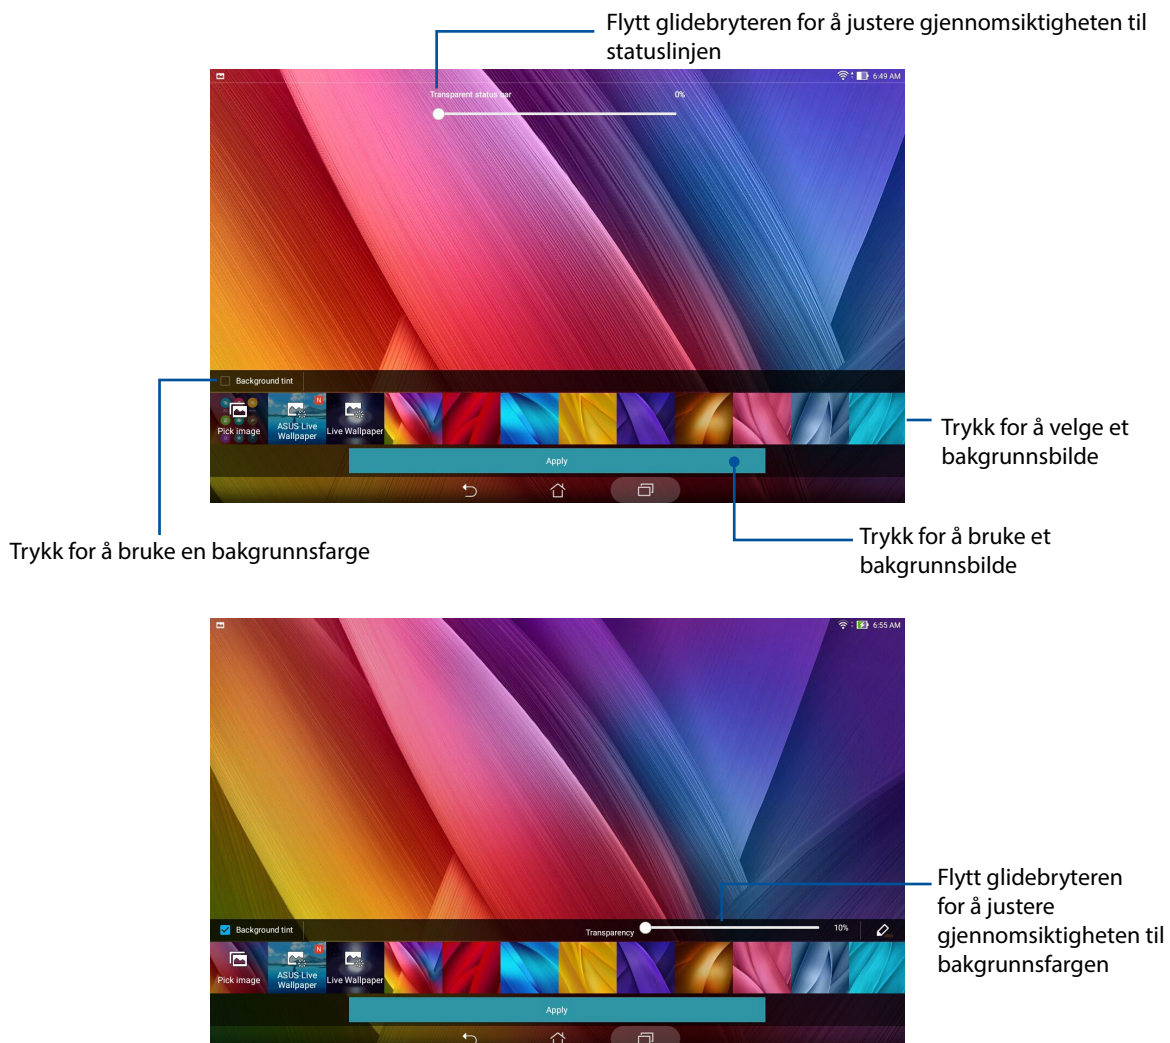 Flytt glidebryteren for å justere gjennomsiktigheten til
statuslinjen
6:49 AM
Transparent status bar 0%
Background tint
Pick image
N
ASUS Live
Wallpaper
Live Wallpaper
Apply
Trykk for å velge et
bakgrunnsbilde
Trykk for å bruke en bakgrunnsfarge
Trykk for å bruke et
bakgrunnsbilde
6:55 AM
Background tint
Transparency 10%
Pick image
N
ASUS Live
Wallpaper
Live Wallpaper
Apply
Flytt glidebryteren
for å justere
gjennomsiktigheten til
bakgrunnsfargen